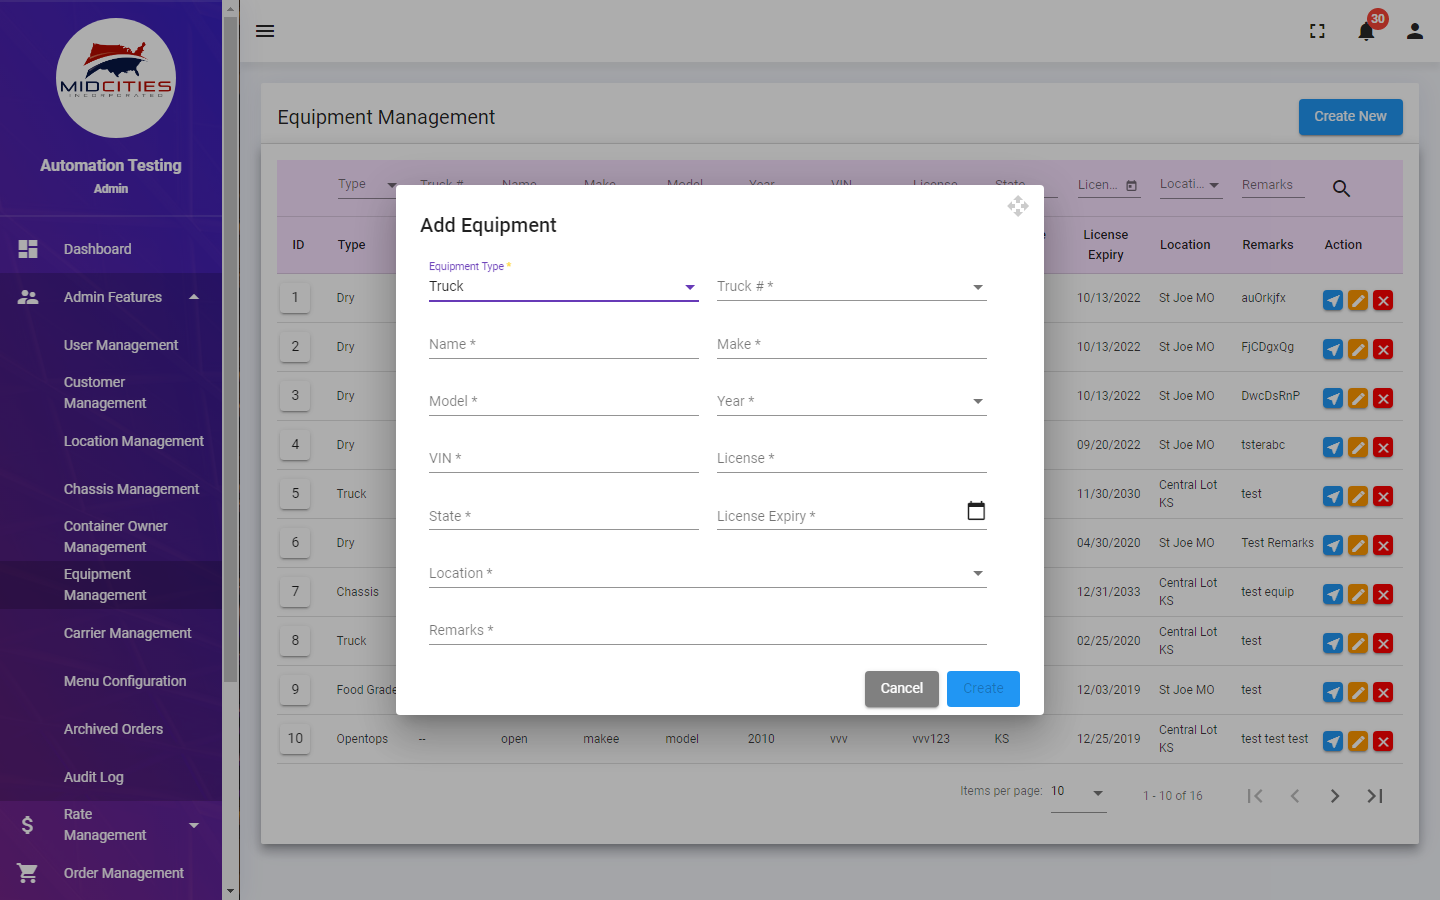 MIDCITIES
INCORPORATED
Automation Testing
Admin
Dashboard
Admin Features
User Management
Customer
Management
Location Management
Chassis Management
Container Owner
Management
Equipment
Management
Carrier Management
Menu Configuration
Archived Orders
Audit Log
Rate
Management
Order Management
30
Equipment Management
Create New
Type Truck # Name Make Model Year VIN License State Licen... Locati... Remarks
ID Type License Expiry Location Remarks Action
1 Dry 10/13/2022 St Joe MO auOrkjfx
2 Dry 10/13/2022 St Joe MO FjCDgxQg
3 Dry 10/13/2022 St Joe MO DwcDsRnP
4 Dry 09/20/2022 St Joe MO tsterabc
5 Truck 11/30/2030 Central Lot KS test
6 Dry 04/30/2020 St Joe MO Test Remarks
7 Chassis 12/31/2033 Central Lot KS test equip
8 Truck 02/25/2020 Central Lot KS test
9 Food Grade 12/03/2019 St Joe MO test
10 Opentops -- open makee model 2010 vvv vvv123 KS 12/25/2019 Central Lot KS test test test
Items per page: 10 1 - 10 of 16
Add Equipment
Equipment Type *
Truck
Truck # *
Name *
Make *
Model *
Year *
VIN *
License *
State *
License Expiry *
Location *
Remarks *
Cancel
Create